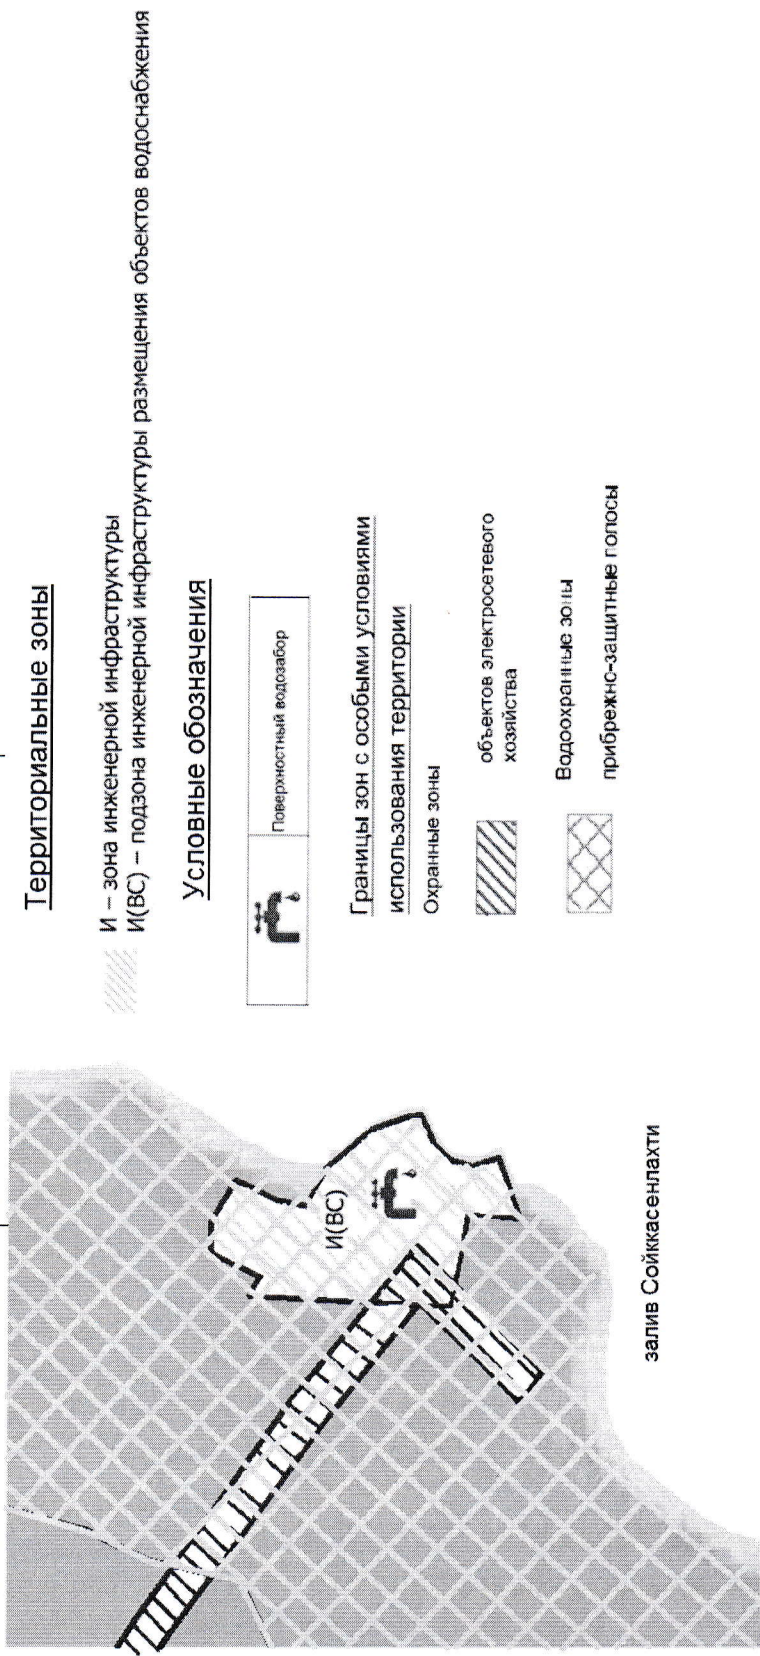 Территориальные зоны
И – зона инженерной инфраструктуры
И(ВС) – подзона инженерной инфраструктуры размещения объектов водоснабжения
Условные обозначения
Поверхностный водозабор
Границы зон с особыми условиями
использования территории
Охранные зоны
объектов электросетевого
хозяйства
Водоохранные зоны
прибрежно-защитные полосы
И(ВС)
залив Сойккасенлахти